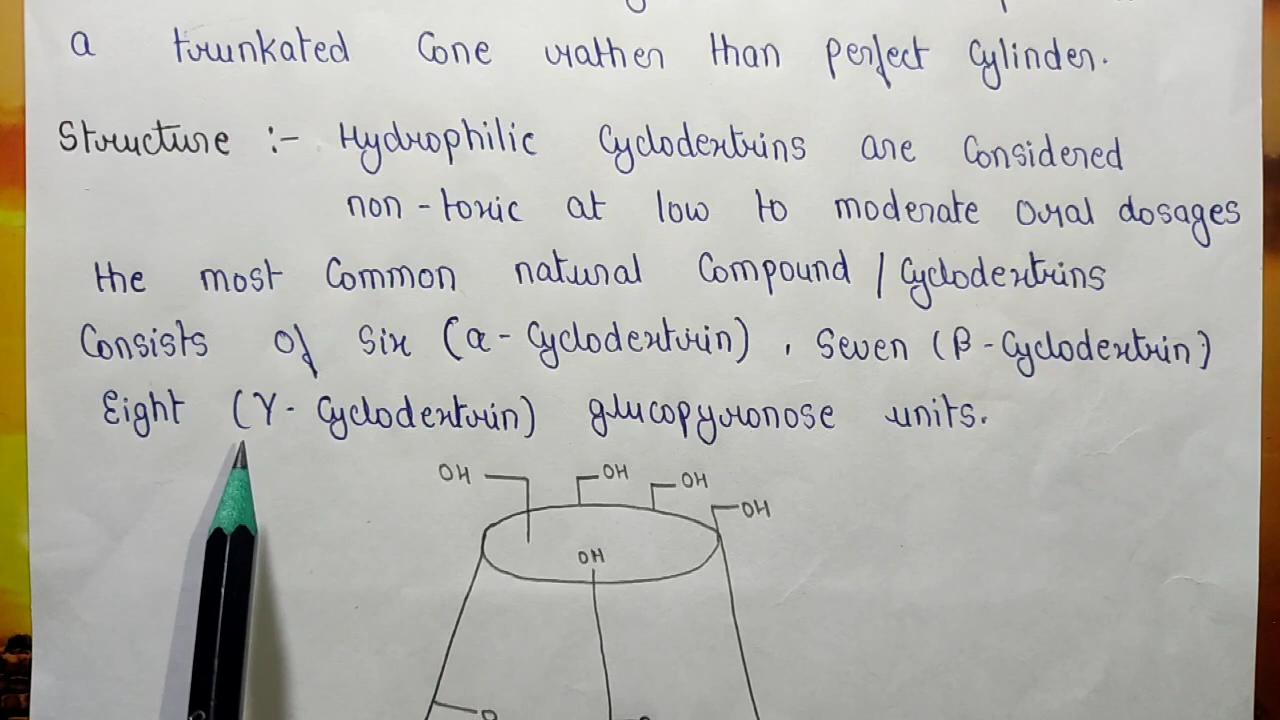 a trunkated Cone rather than perfect Cylinder.
Structure :- Hydrophilic Cyclodextrins are Considered
non-toxic at low to moderate Oral dosages
the most Common natural Compound / Cyclodextrins
Consists of Six (α-Cyclodextrin), Seven (β-Cyclodextrin)
Eight (γ-Cyclodextrin) glucopyronose units.
OH OH OH OH
OH